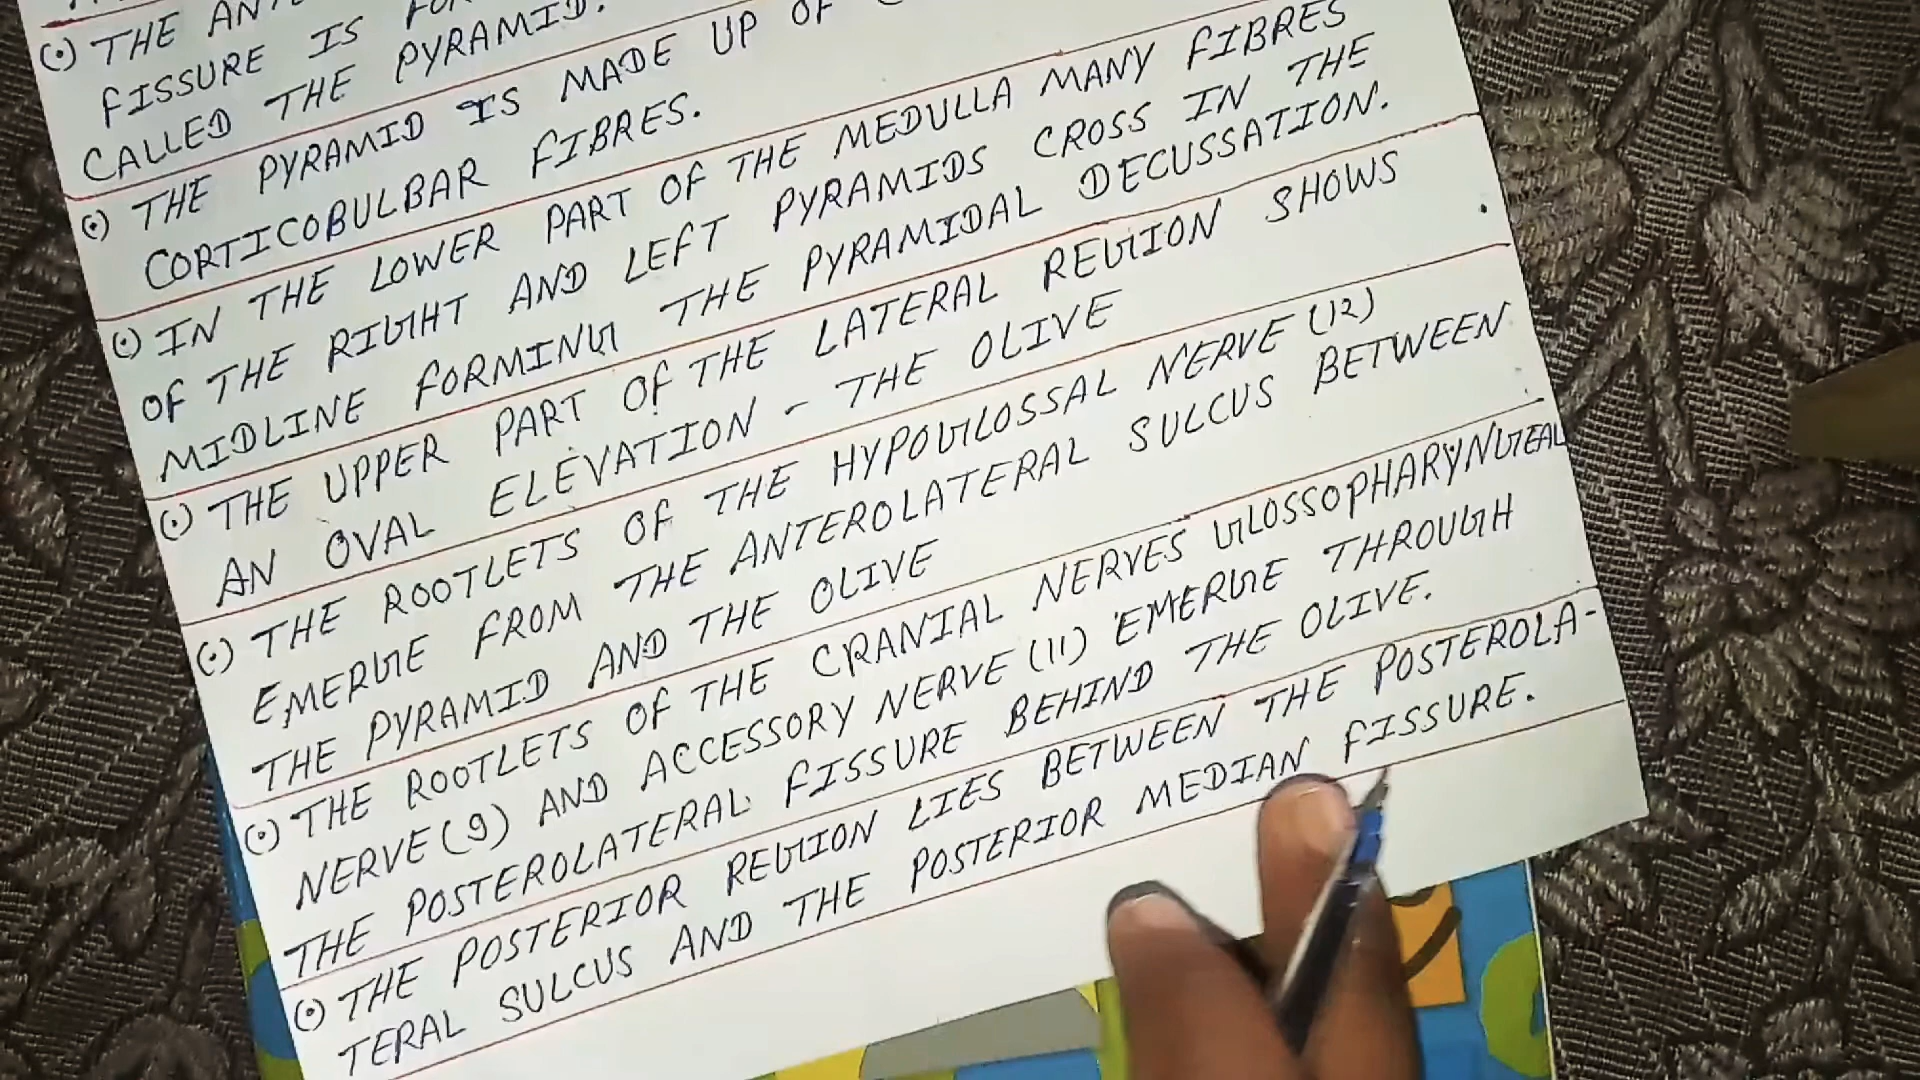 (•) THE
FISSURE IS
CALLED THE PYRAMID.
(•) THE PYRAMID IS MADE UP OF
CORTICOBULBAR FIBRES.
(•) IN THE LOWER PART OF THE MEDULLA MANY FIBRES
OF THE RIGHT AND LEFT PYRAMIDS CROSS IN THE
MIDLINE FORMING THE PYRAMIDAL DECUSSATION.
(•) THE UPPER PART OF THE LATERAL REGION SHOWS
AN OVAL ELEVATION - THE OLIVE
(•) THE ROOTLETS OF THE HYPOGLOSSAL NERVE (12)
EMERGE FROM THE ANTEROLATERAL SULCUS BETWEEN
THE PYRAMID AND THE OLIVE
(•) THE ROOTLETS OF THE CRANIAL NERVES GLOSSOPHARYNGEAL
NERVE (9) AND ACCESSORY NERVE (11) EMERGE THROUGH
THE POSTEROLATERAL FISSURE BEHIND THE OLIVE.
(•) THE POSTERIOR REGION LIES BETWEEN THE POSTEROLA-
TERAL SULCUS AND THE POSTERIOR MEDIAN FISSURE.